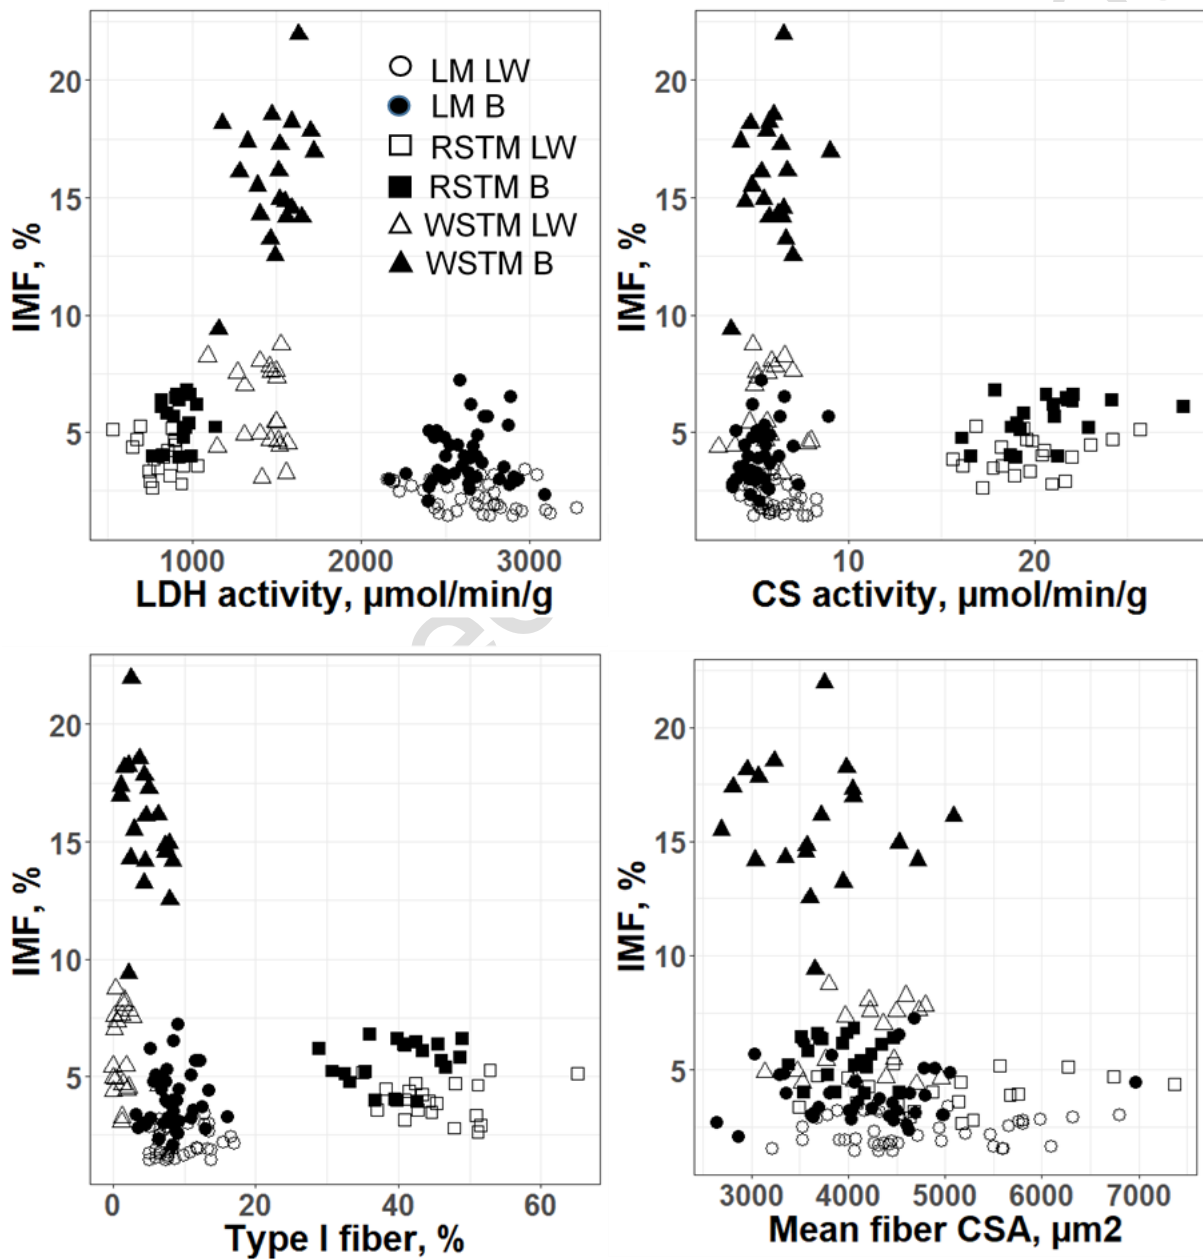 20
15
10
5
IMF, %
LM LW
LM B
RSTM LW
RSTM B
WSTM LW
WSTM B
1000 2000 3000
LDH activity, µmol/min/g
20
15
10
5
IMF, %
10 20
CS activity, µmol/min/g
20
15
10
5
IMF, %
0 20 40 60
Type I fiber, %
20
15
10
5
IMF, %
3000 4000 5000 6000 7000
Mean fiber CSA, µm2